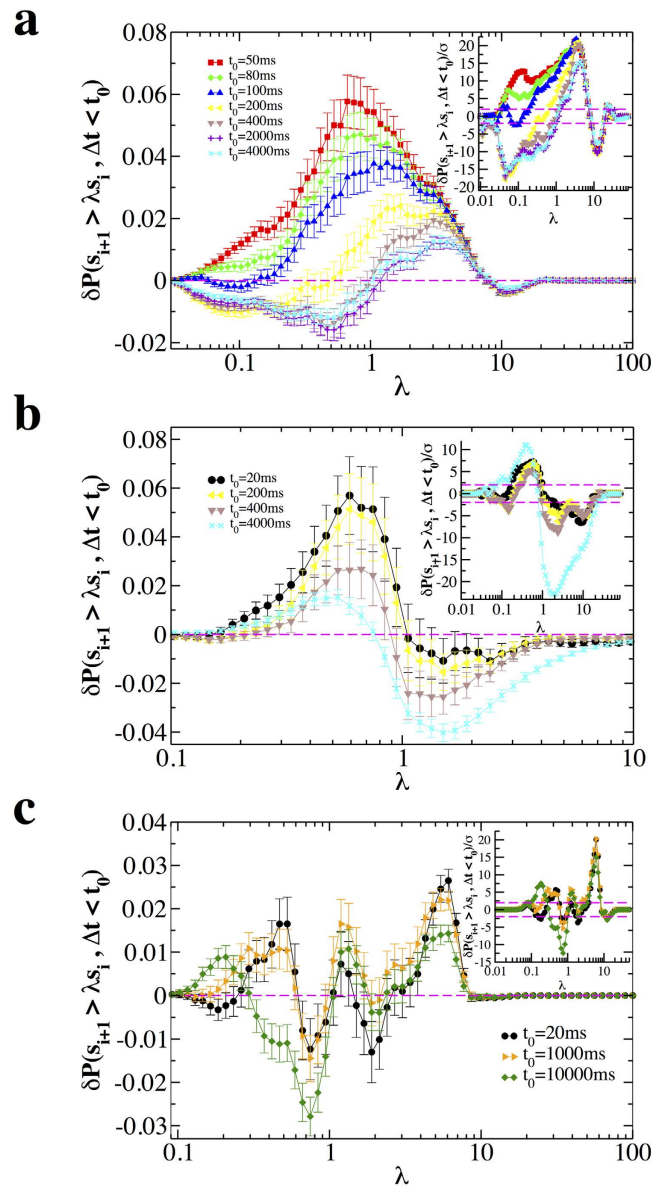 a
δP(s_{i+1} > λs_i , Δt < t_0)
0.08
0.06
0.04
0.02
0
-0.02
t_0=50ms
t_0=80ms
t_0=100ms
t_0=200ms
t_0=400ms
t_0=2000ms
t_0=4000ms
0.1 1 10 100
λ
δP(s_{i+1} > λs_i , Δt < t_0)/σ
20
15
10
5
0
-5
-10
-15
-20
0.01 0.1 1 10
λ
b
δP(s_{i+1} > λs_i , Δt < t_0)
0.08
0.06
0.04
0.02
0
-0.02
-0.04
t_0=20ms
t_0=200ms
t_0=400ms
t_0=4000ms
0.1 1 10
λ
δP(s_{i+1} > λs_i , Δt < t_0)/σ
10
5
0
-5
-10
-15
-20
0.01 0.1 1 10
λ
c
δP(s_{i+1} > λs_i , Δt < t_0)
0.04
0.03
0.02
0.01
0
-0.01
-0.02
-0.03
t_0=20ms
t_0=1000ms
t_0=10000ms
0.1 1 10 100
λ
δP(s_{i+1} > λs_i , Δt < t_0)/σ
20
15
10
5
0
-5
-10
-15
0.1 1 10
λ